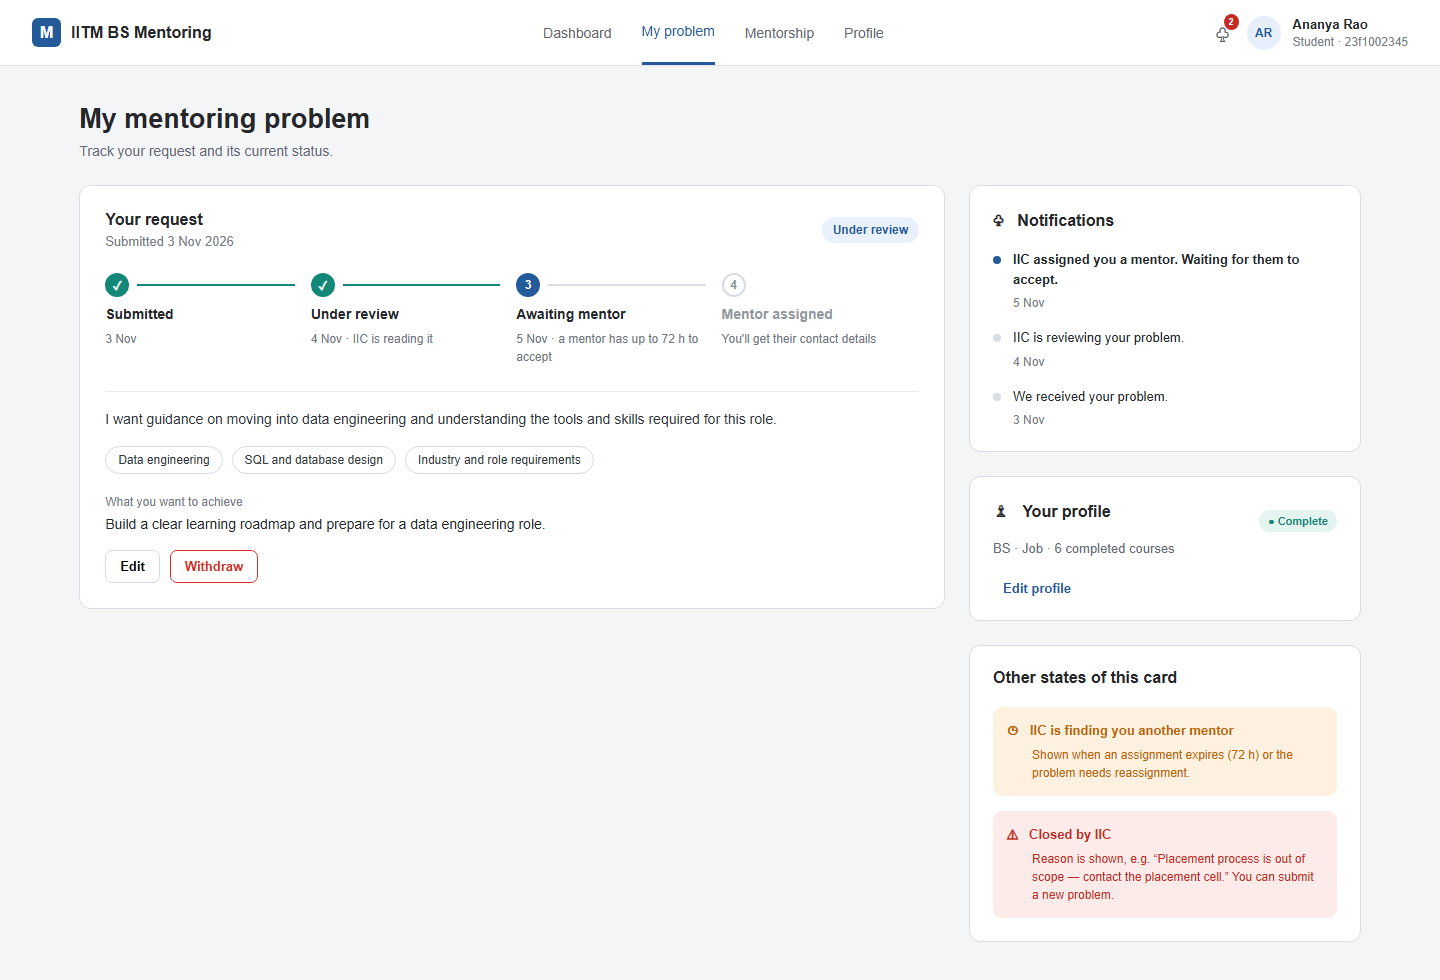 M IITM BS Mentoring
Dashboard My problem Mentorship Profile
2
AR Ananya Rao
Student · 23f1002345
My mentoring problem
Track your request and its current status.
Your request
Submitted 3 Nov 2026
Under review
✓ ✓ 3 4
Submitted
3 Nov
Under review
4 Nov · IIC is reading it
Awaiting mentor
5 Nov · a mentor has up to 72 h to
accept
Mentor assigned
You'll get their contact details
I want guidance on moving into data engineering and understanding the tools and skills required for this role.
Data engineering SQL and database design Industry and role requirements
What you want to achieve
Build a clear learning roadmap and prepare for a data engineering role.
Edit Withdraw
Notifications
IIC assigned you a mentor. Waiting for them to
accept.
5 Nov
IIC is reviewing your problem.
4 Nov
We received your problem.
3 Nov
Your profile
● Complete
BS · Job · 6 completed courses
Edit profile
Other states of this card
IIC is finding you another mentor
Shown when an assignment expires (72 h) or the
problem needs reassignment.
Closed by IIC
Reason is shown, e.g. “Placement process is out of
scope — contact the placement cell.” You can submit
a new problem.